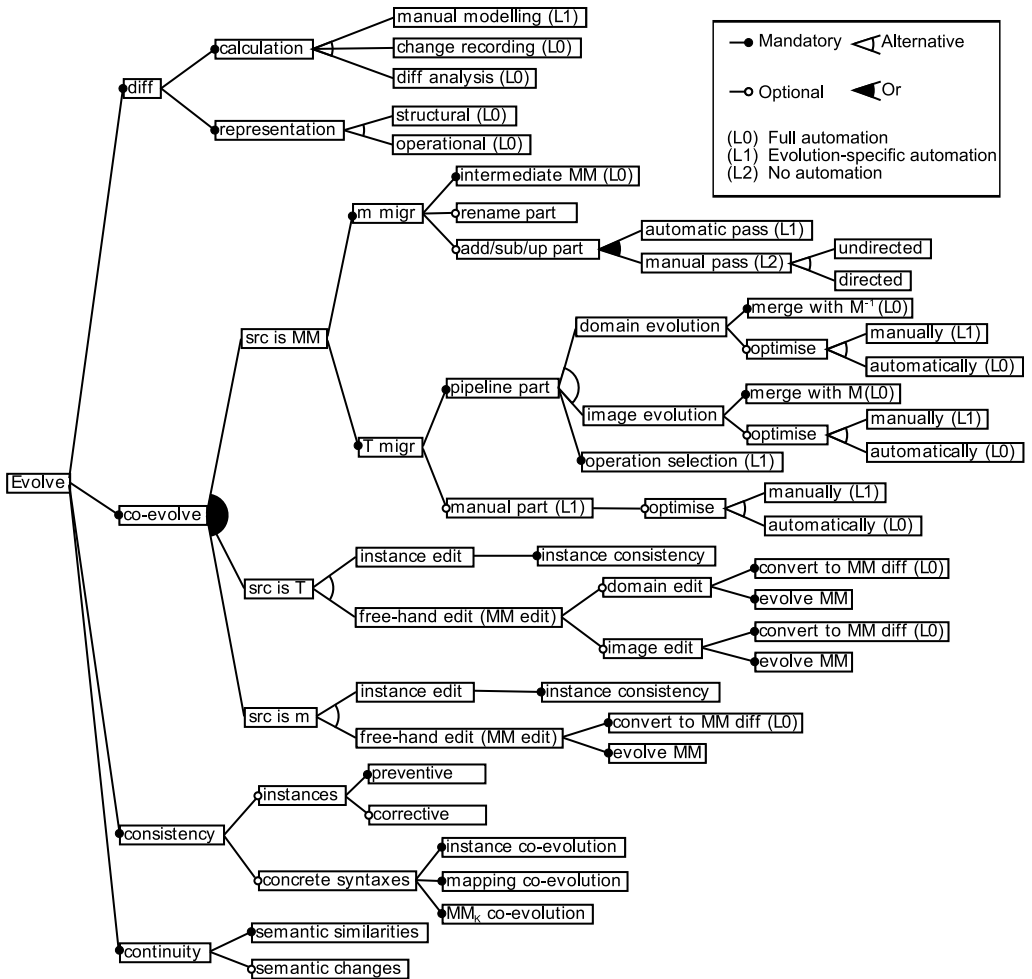 manual modelling (L1)
calculation
change recording (L0)
diff analysis (L0)
diff
representation
structural (L0)
operational (L0)
Mandatory
Alternative
Optional
Or
(L0) Full automation
(L1) Evolution-specific automation
(L2) No automation
intermediate MM (L0)
m migr
rename part
add/sub/up part
automatic pass (L1)
manual pass (L2)
undirected
directed
src is MM
merge with M⁻¹(L0)
domain evolution
optimise
manually (L1)
automatically (L0)
pipeline part
merge with M(L0)
image evolution
optimise
manually (L1)
automatically (L0)
T migr
operation selection (L1)
Evolve
manual part (L1)
optimise
manually (L1)
automatically (L0)
co-evolve
instance edit
instance consistency
src is T
free-hand edit (MM edit)
domain edit
convert to MM diff (L0)
evolve MM
image edit
convert to MM diff (L0)
evolve MM
instance edit
instance consistency
src is m
free-hand edit (MM edit)
convert to MM diff (L0)
evolve MM
preventive
instances
corrective
consistency
instance co-evolution
concrete syntaxes
mapping co-evolution
MMK co-evolution
semantic similarities
continuity
semantic changes